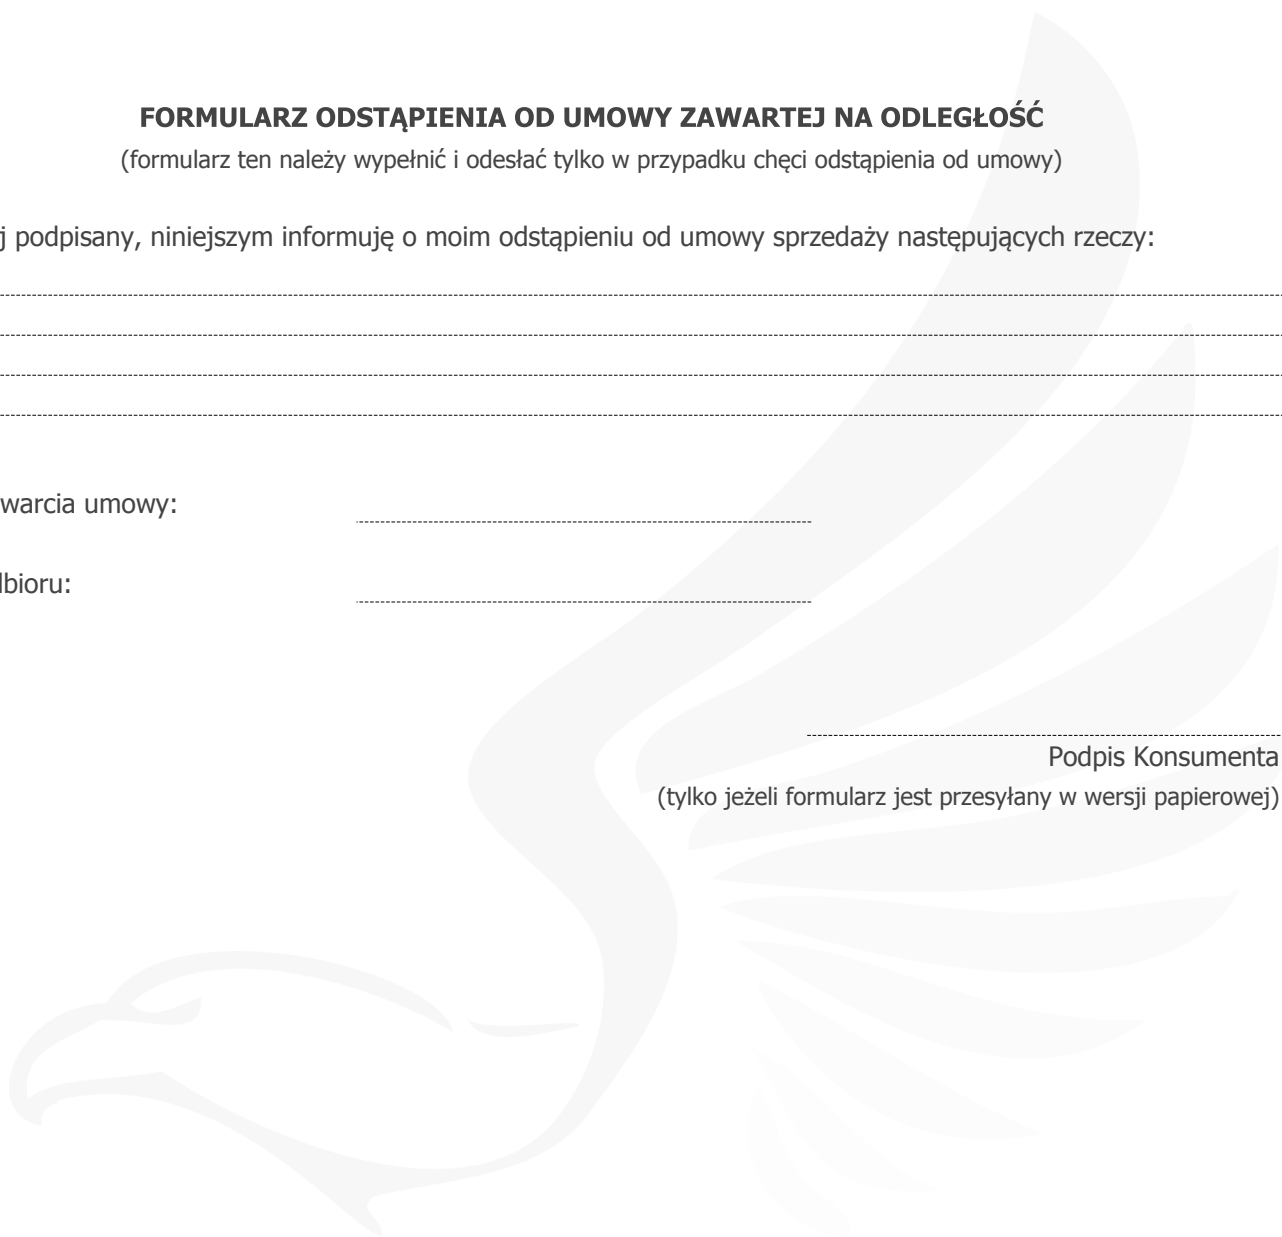 FORMULARZ ODSTĄPIENIA OD UMOWY ZAWARTEJ NA ODLEGŁOŚĆ
(formularz ten należy wypełnić i odesłać tylko w przypadku chęci odstąpienia od umowy)
j podpisany, niniejszym informuję o moim odstąpieniu od umowy sprzedaży następujących rzeczy:
warcia umowy:
bioru:
Podpis Konsumenta
(tylko jeżeli formularz jest przesyłany w wersji papierowej)